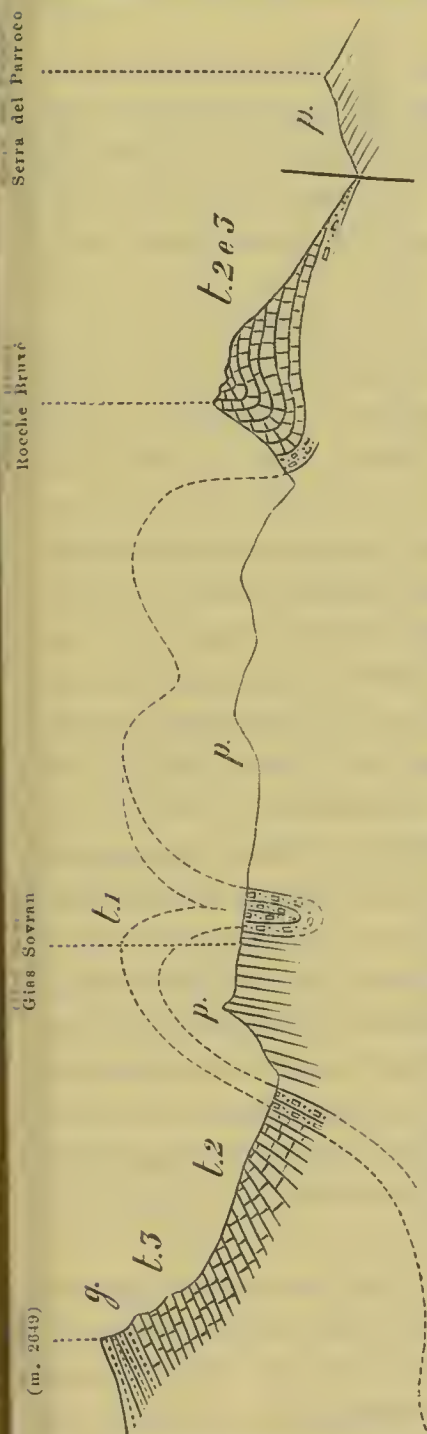 (m. 2649)
Gias Sovran
Rocche
Serra del Parroco
g.
t.3
t.2
p.
t.1
p.
t.2 e 3
p.